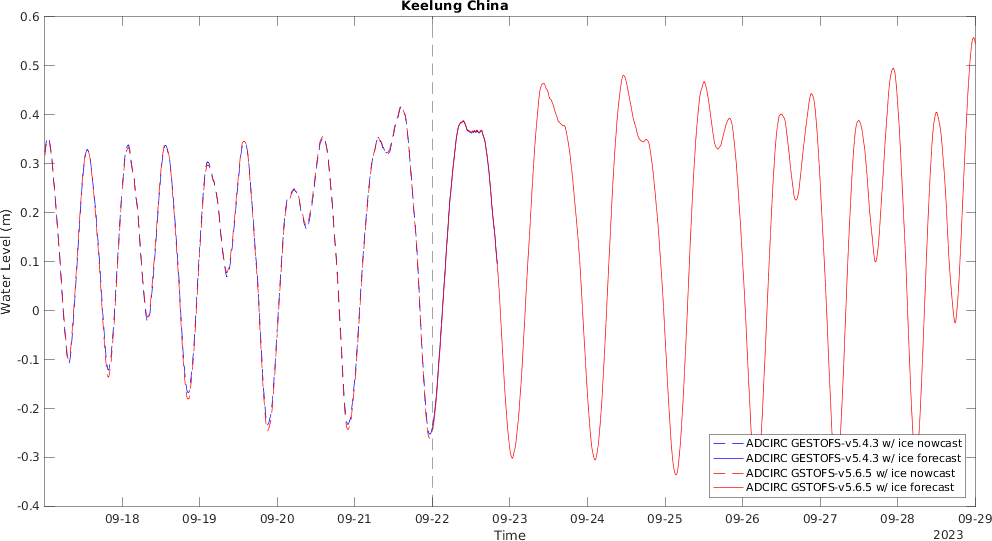 Keelung China
0.6
0.5
0.4
0.3
0.2
0.1
0
-0.1
-0.2
-0.3
-0.4
Water Level (m)
ADCIRC GESTOFS-v5.4.3 w/ ice nowcast
ADCIRC GESTOFS-v5.4.3 w/ ice forecast
ADCIRC GSTOFS-v5.6.5 w/ ice nowcast
ADCIRC GSTOFS-v5.6.5 w/ ice forecast
09-18 09-19 09-20 09-21 09-22 09-23 09-24 09-25 09-26 09-27 09-28 09-29
Time
2023